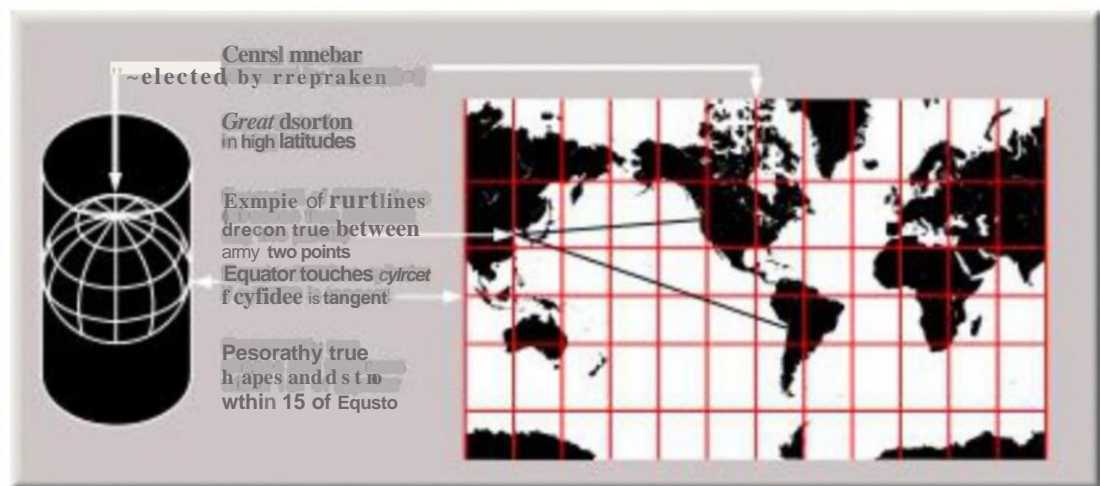 Cenrsl mnebar
~elected by rrepraken
Great dsorton
in high latitudes
Exmpie of rurtlines
drecon true between
army two points
Equator touches cylrcet
f cyfidee is tangent
Pesorathy true
h apes and d s t n
wthin 15 of Equsto